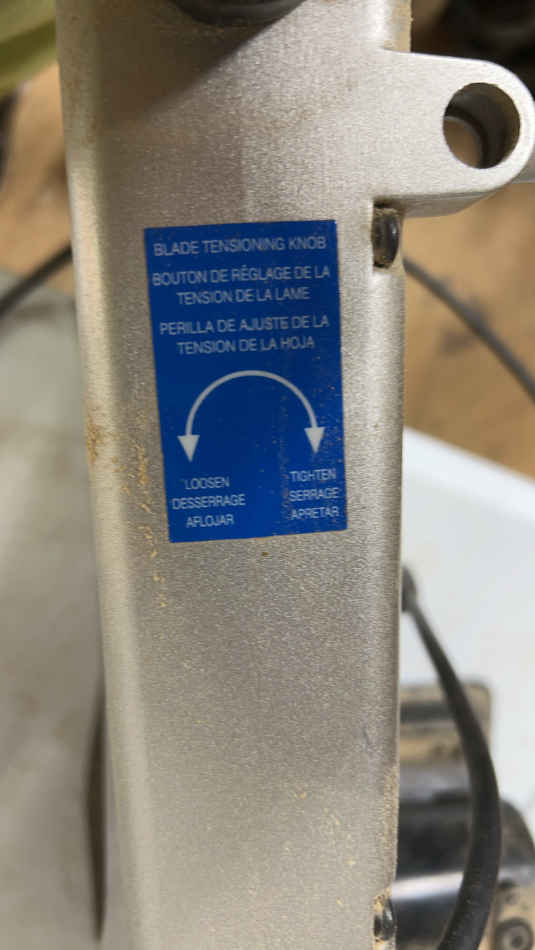 BLADE TENSIONING KNOB
BOUTON DE RÉGLAGE DE LA
TENSION DE LA LAME
PERILLA DE AJUSTE DE LA
TENSION DE LA HOJA
LOOSEN
DESSERRAGE
AFLOJAR
TIGHTEN
SERRAGE
APRETAR